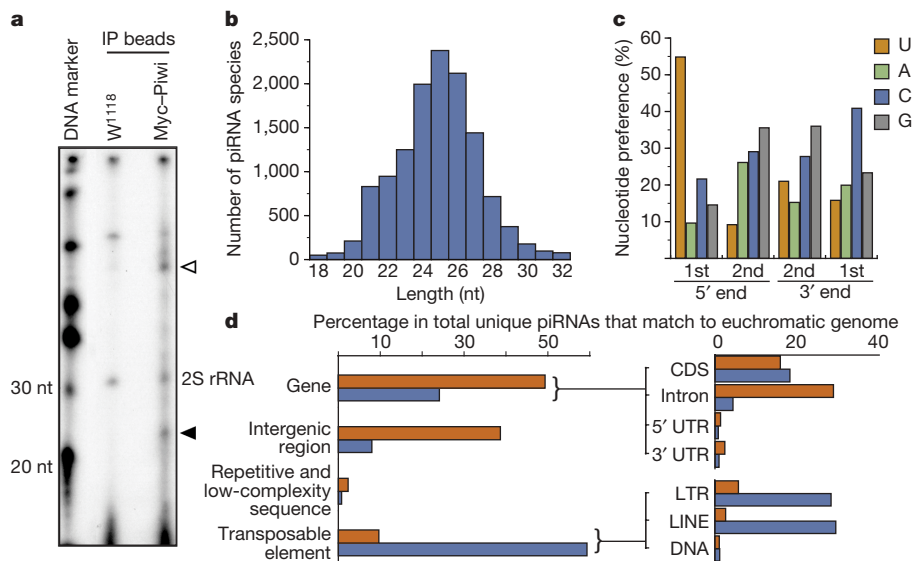 a
IP beads
DNA marker
W1118
Myc–Piwi
2S rRNA
30 nt
20 nt
b
Number of piRNA species
2,500
2,000
1,500
1,000
500
0
18 20 22 24 26 28 30 32
Length (nt)
c
Nucleotide preference (%)
60
50
40
30
20
10
1st 2nd 2nd 1st
5′ end 3′ end
U
A
C
G
d
Percentage in total unique piRNAs that match to euchromatic genome
10 30 50
0 20 40
Gene
Intergenic
region
Repetitive and
low-complexity
sequence
Transposable
element
CDS
Intron
5′ UTR
3′ UTR
LTR
LINE
DNA